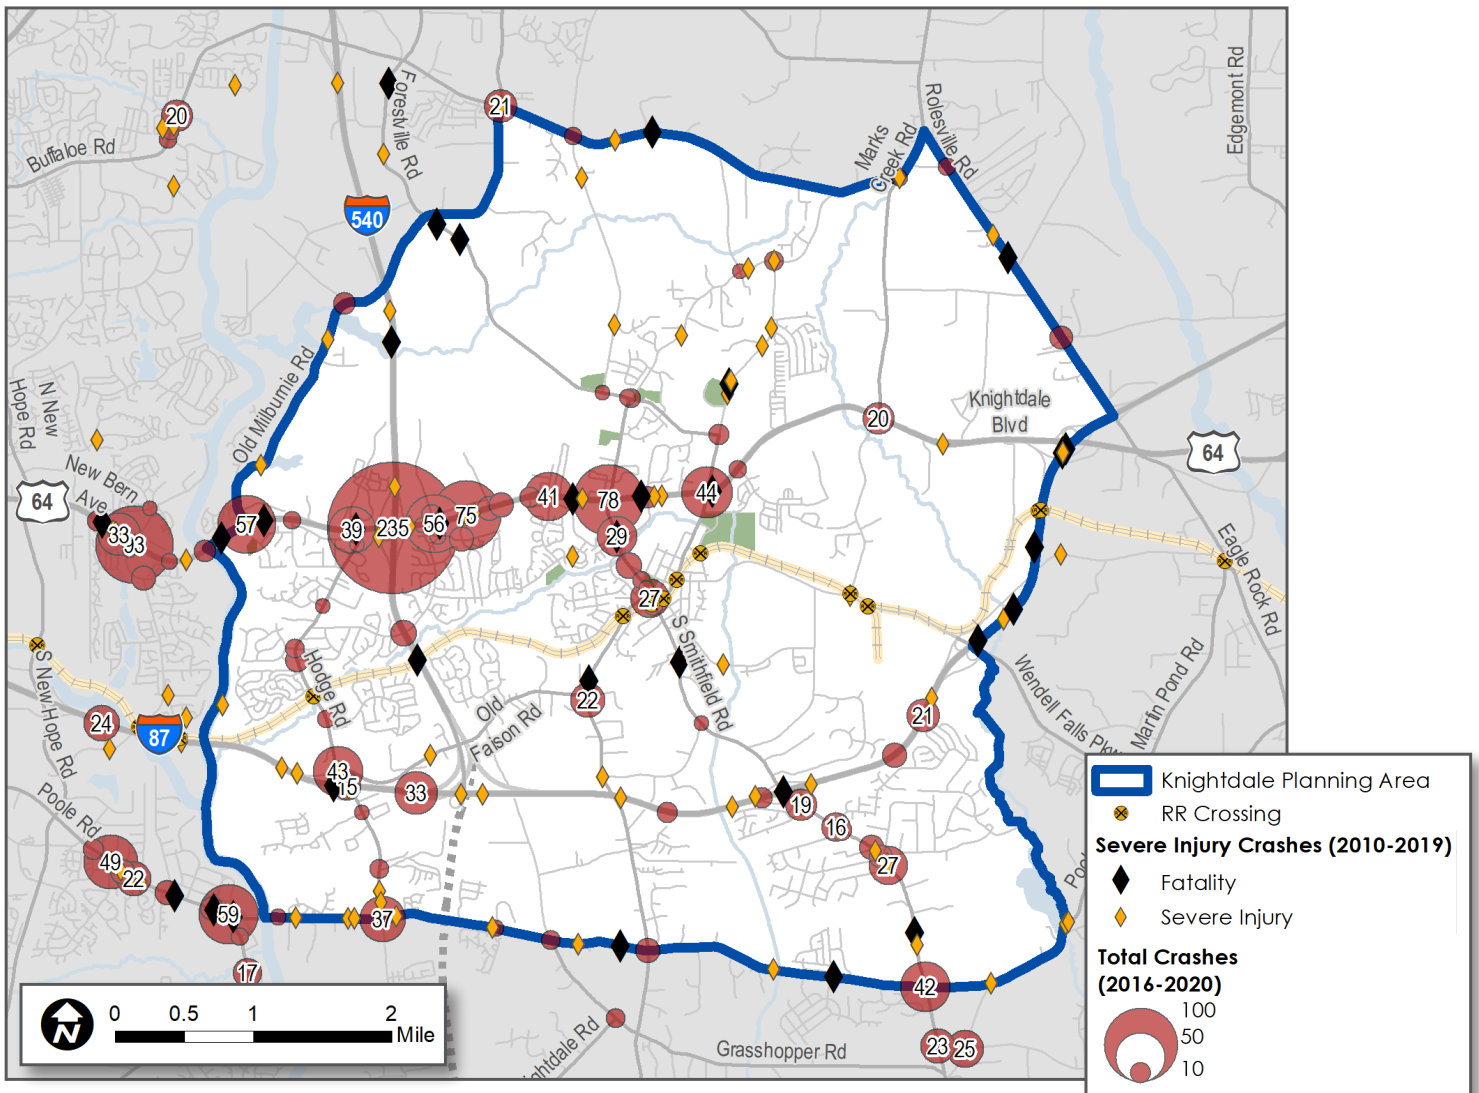 Forestville Rd
20
21
Buffaloe Rd
540
Marks
Creek Rd
Rolesville Rd
Edgemont Rd
Old Milburnie Rd
N New
Hope Rd
New Bern
Ave
64
33
93
57
39
235
56
75
41
78
29
44
20
Knightdale
Blvd
64
27
S Smithfield Rd
Eagle Rock Rd
S New Hope Rd
24
87
Hodge Rd
Old
Faison Rd
22
21
Wendell Falls Pkw
Martin Pond Rd
43
15
33
19
16
27
Poole Rd
49
22
59
37
17
42
23
25
Poo
ightdale Rd
Grasshopper Rd
N
0 0.5 1 2
Mile
Knightdale Planning Area
RR Crossing
Severe Injury Crashes (2010-2019)
Fatality
Severe Injury
Total Crashes
(2016-2020)
100
50
10